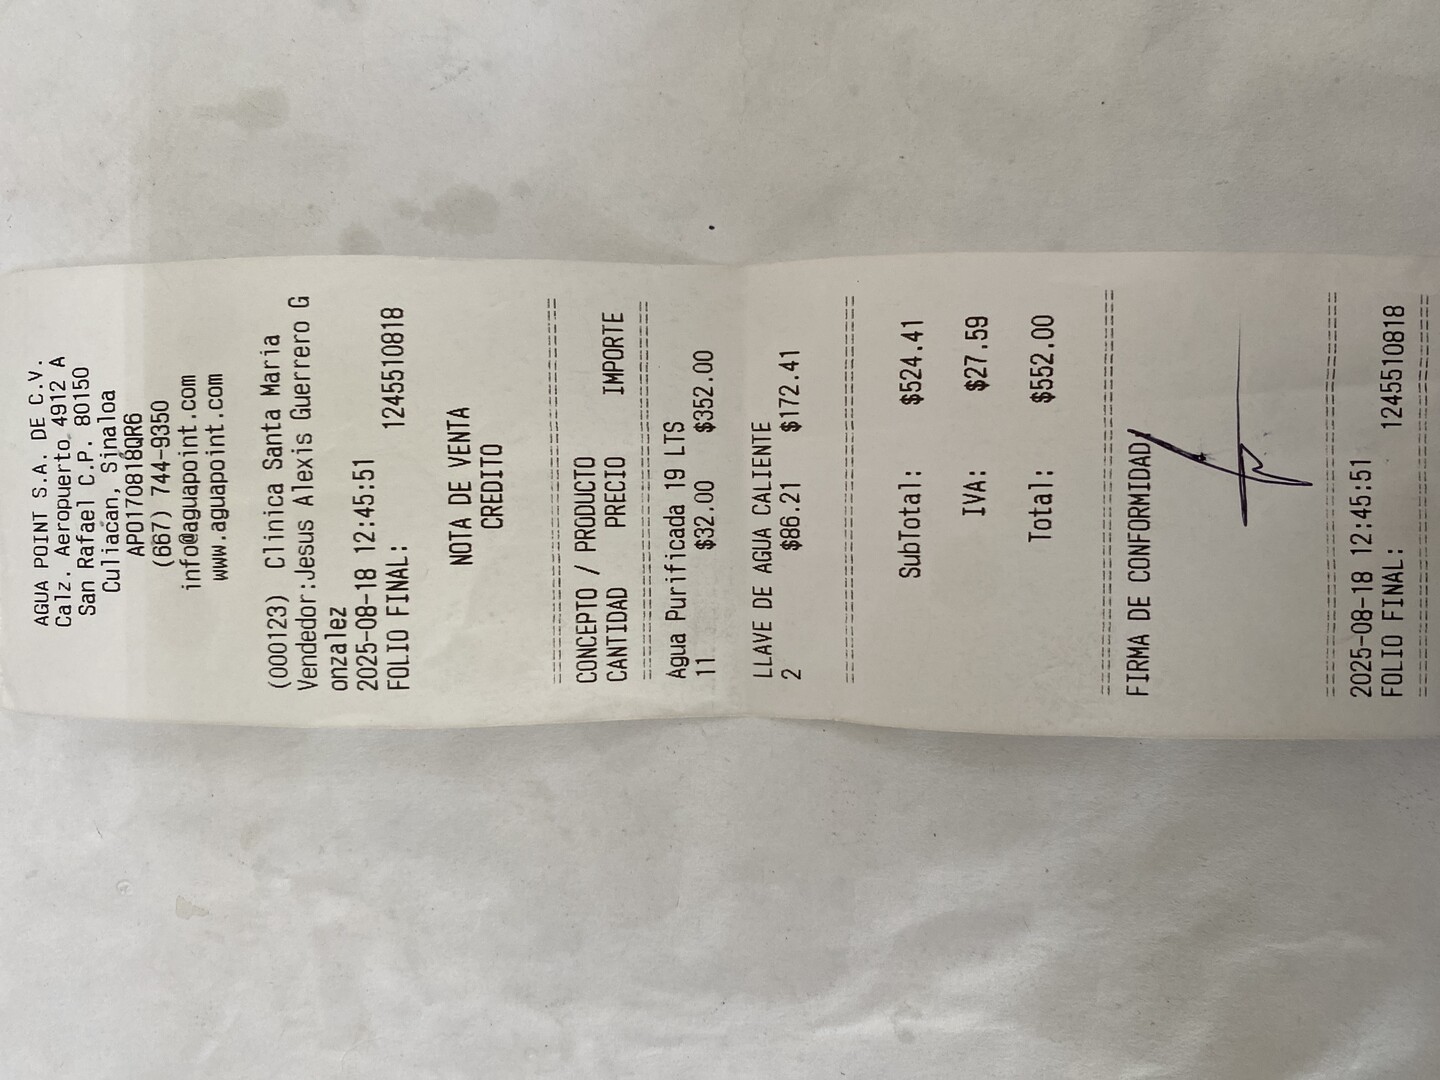 AGUA POINT S.A. DE C.V.
Calz. Aeropuerto 4912 A
San Rafael C.P. 80150
Culiacan, Sinaloa
APO170818QR6
(667) 744-9350
info@aguapoint.com
www.aguapoint.com
(000123) Clinica Santa Maria
Vendedor:Jesus Alexis Guerrero G
onzalez
2025-08-18 12:45:51
FOLIO FINAL: 1245510818
NOTA DE VENTA
CREDITO
================================
CONCEPTO / PRODUCTO
CANTIDAD PRECIO IMPORTE
================================
Agua Purificada 19 LTS
11 $32.00 $352.00
LLAVE DE AGUA CALIENTE
2 $86.21 $172.41
================================
SubTotal: $524.41
IVA: $27.59
Total: $552.00
================================
FIRMA DE CONFORMIDAD
================================
2025-08-18 12:45:51
FOLIO FINAL: 1245510818
================================